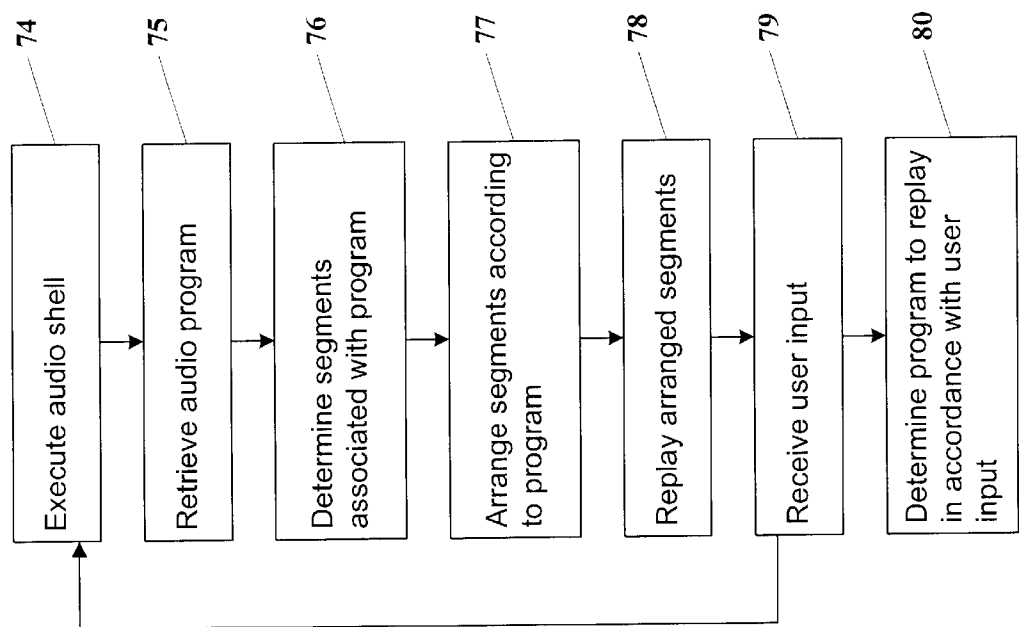 Execute audio shell
74
Retrieve audio program
75
Determine segments
associated with program
76
Arrange segments according
to program
77
Replay arranged segments
78
Receive user input
79
Determine program to replay
in accordance with user
input
80